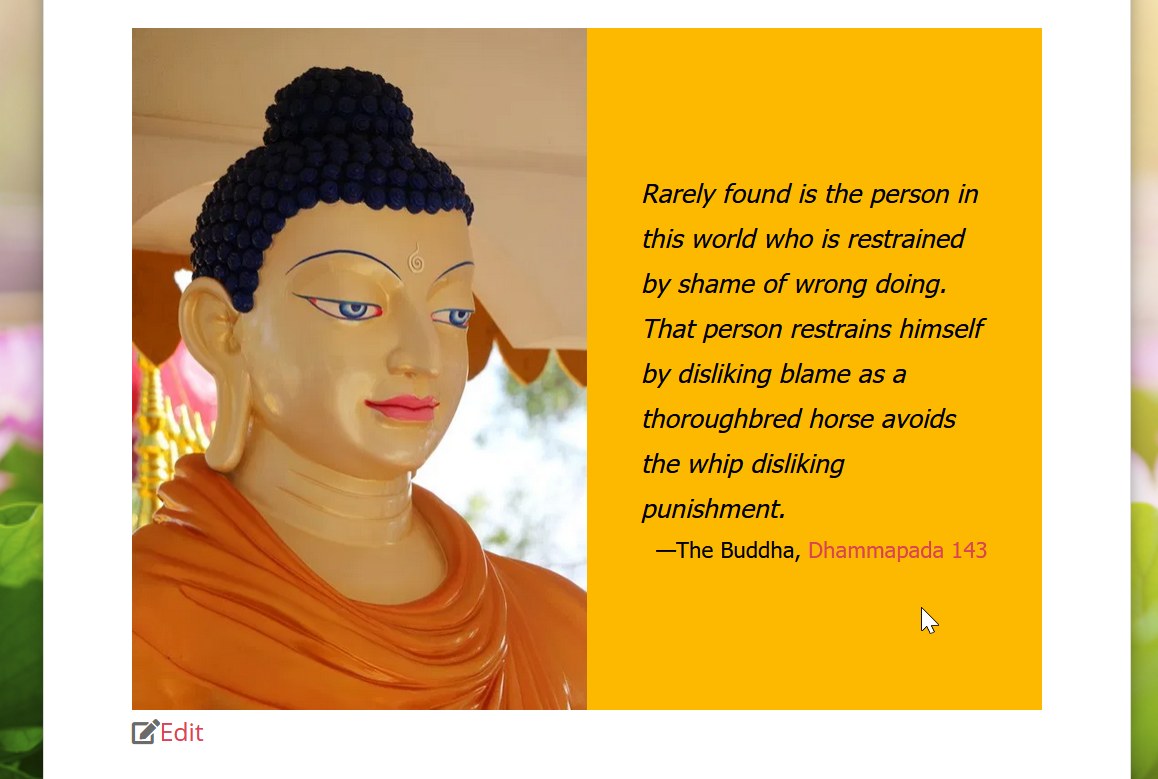 Rarely found is the person in
this world who is restrained
by shame of wrong doing.
That person restrains himself
by disliking blame as a
thoroughbred horse avoids
the whip disliking
punishment.
—The Buddha, Dhammapada 143
Edit